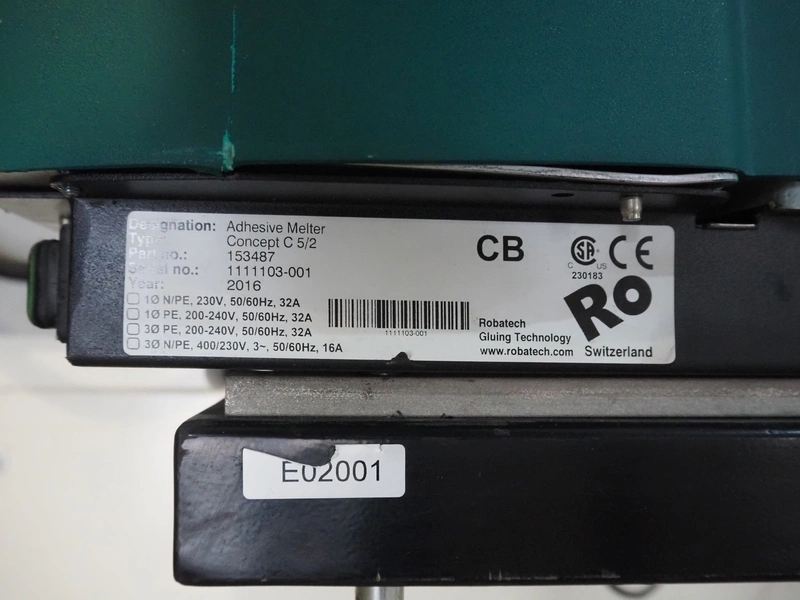 Designation: Adhesive Melter
Type: Concept C 5/2
Part no.: 153487
Serial no.: 1111103-001
Year: 2016
1Ø N/PE, 230V, 50/60Hz, 32A
1Ø PE, 200-240V, 50/60Hz, 32A
3Ø PE, 200-240V, 50/60Hz, 32A
3Ø N/PE, 400/230V, 3~, 50/60Hz, 16A
1111103-001
CB
Robatech
Gluing Technology
www.robatech.com
C SA US
230183
CE
Ro
Switzerland
E02001